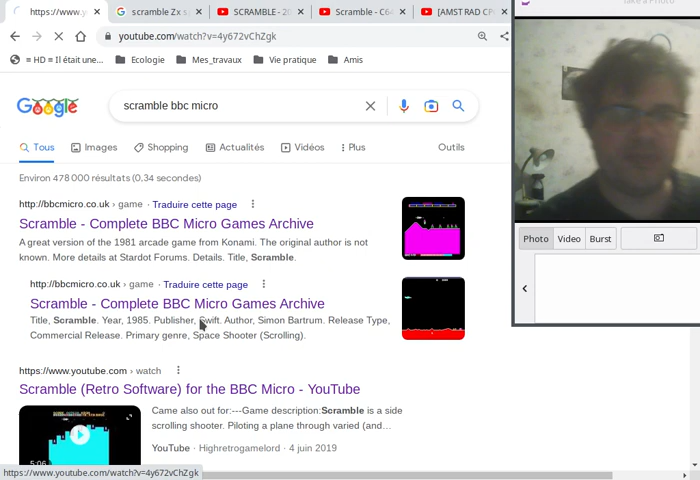 https://www.y
scramble Zx s
SCRAMBLE - 20
Scramble - C64
[AMSTRAD CP
Take a Photo
youtube.com/watch?v=4y672vChZgk
= HD = Il était une...
Ecologie
Mes_travaux
Vie pratique
Amis
Google
scramble bbc micro
Tous
Images
Shopping
Actualités
Vidéos
Plus
Outils
Environ 478 000 résultats (0,34 secondes)
http://bbcmicro.co.uk › game · Traduire cette page
Scramble - Complete BBC Micro Games Archive
A great version of the 1981 arcade game from Konami. The original author is not
known. More details at Stardot Forums. Details. Title, Scramble.
http://bbcmicro.co.uk › game · Traduire cette page
Scramble - Complete BBC Micro Games Archive
Title, Scramble. Year, 1985. Publisher, Swift. Author, Simon Bartrum. Release Type,
Commercial Release. Primary genre, Space Shooter (Scrolling).
https://www.youtube.com › watch
Scramble (Retro Software) for the BBC Micro - YouTube
Came also out for:---Game description:Scramble is a side
scrolling shooter. Piloting a plane through varied (and...
YouTube · Highretrogamelord · 4 juin 2019
5:06
https://www.youtube.com/watch?v=4y672vChZgk
Photo
Video
Burst